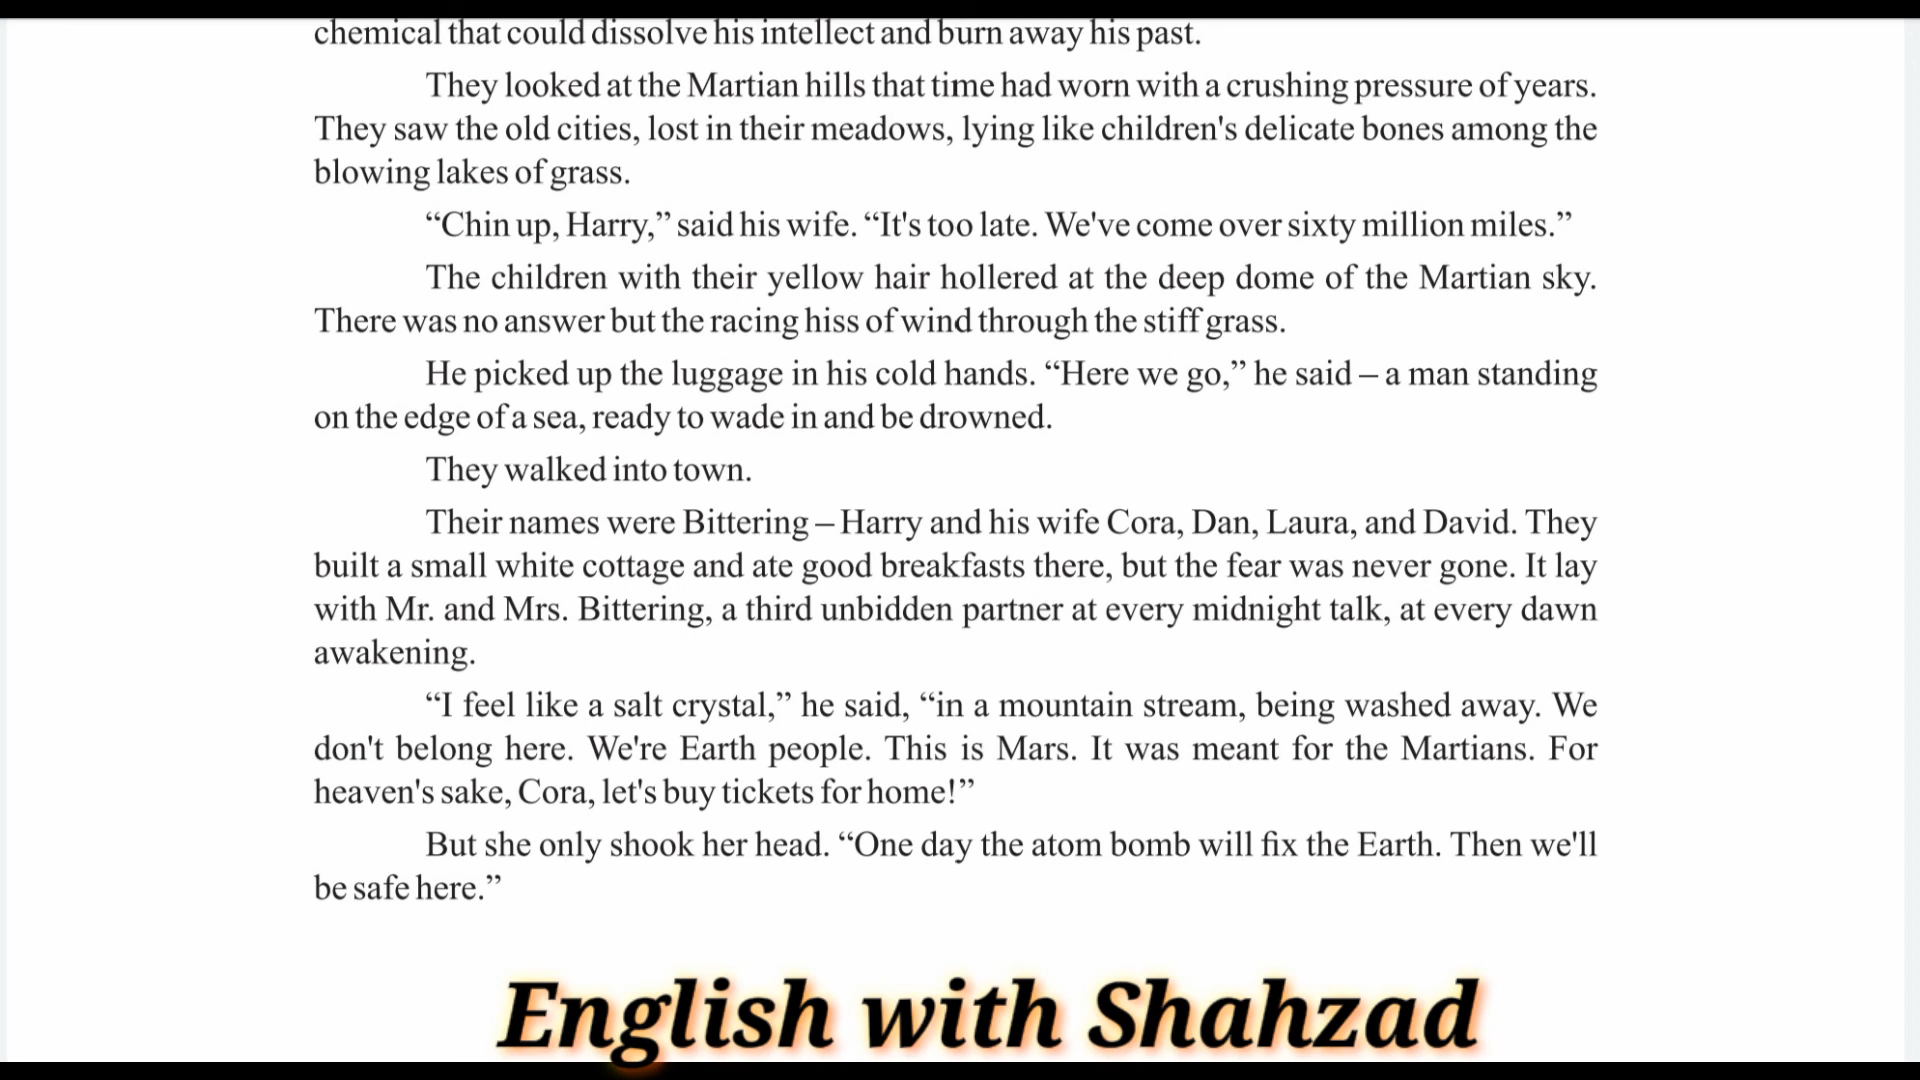 chemical that could dissolve his intellect and burn away his past.
They looked at the Martian hills that time had worn with a crushing pressure of years.
They saw the old cities, lost in their meadows, lying like children's delicate bones among the
blowing lakes of grass.
“Chin up, Harry,” said his wife. “It's too late. We've come over sixty million miles.”
The children with their yellow hair hollered at the deep dome of the Martian sky.
There was no answer but the racing hiss of wind through the stiff grass.
He picked up the luggage in his cold hands. “Here we go,” he said – a man standing
on the edge of a sea, ready to wade in and be drowned.
They walked into town.
Their names were Bittering – Harry and his wife Cora, Dan, Laura, and David. They
built a small white cottage and ate good breakfasts there, but the fear was never gone. It lay
with Mr. and Mrs. Bittering, a third unbidden partner at every midnight talk, at every dawn
awakening.
“I feel like a salt crystal,” he said, “in a mountain stream, being washed away. We
don't belong here. We're Earth people. This is Mars. It was meant for the Martians. For
heaven's sake, Cora, let's buy tickets for home!”
But she only shook her head. “One day the atom bomb will fix the Earth. Then we'll
be safe here.”
English with Shahzad